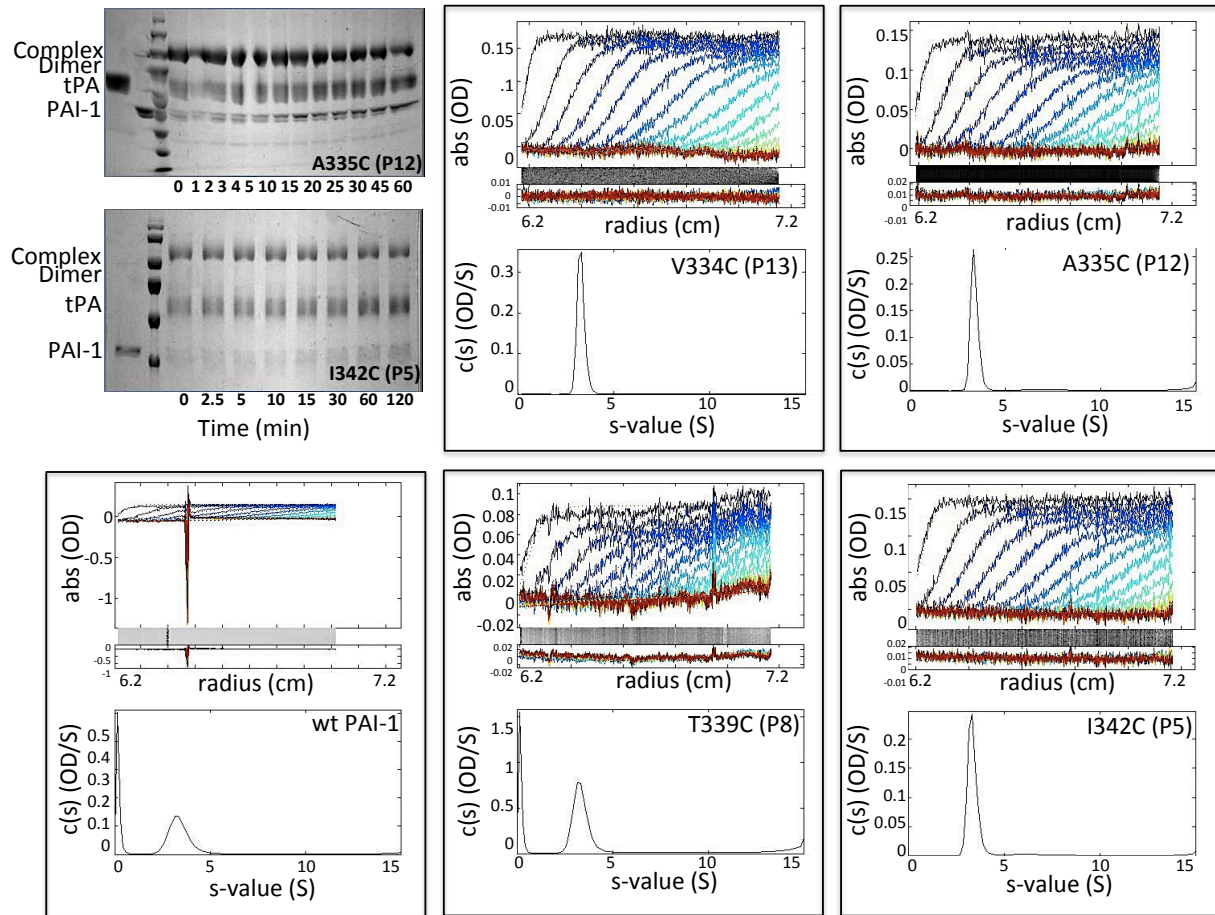 Complex
Dimer
tPA
PAI-1
A335C (P12)
0 1 2 3 4 5 10 15 20 25 30 45 60
Complex
Dimer
tPA
PAI-1
I342C (P5)
0 2.5 5 10 15 30 60 120
Time (min)
abs (OD)
0.15
0.1
0.05
0
0.01
0
-0.01
6.2 7.2
radius (cm)
V334C (P13)
c(s) (OD/S)
0.3
0.2
0.1
0
0 5 10 15
s-value (S)
abs (OD)
0.15
0.10
0.05
0
0.02
0.01
0
-0.01
6.2 7.2
radius (cm)
A335C (P12)
c(s) (OD/S)
0.25
0.2
0.15
0.10
0.05
0
0 5 10 15
s-value (S)
abs (OD)
0
-0.5
-1
0
-0.5
-1
6.2 7.2
radius (cm)
wt PAI-1
c(s) (OD/S)
0.5
0.4
0.3
0.2
0.1
0
0 5 10 15
s-value (S)
abs (OD)
0.1
0.08
0.06
0.04
0.02
0
-0.02
0.02
0
-0.02
6.2 7.2
radius (cm)
T339C (P8)
c(s) (OD/S)
1.5
1.0
0.5
0
0 5 10 15
s-value (S)
abs (OD)
0.15
0.1
0.05
0
0.02
0.01
0
-0.01
6.2 7.2
radius (cm)
I342C (P5)
c(s) (OD/S)
0.2
0.15
0.1
0.05
0
0 5 10 15
s-value (S)